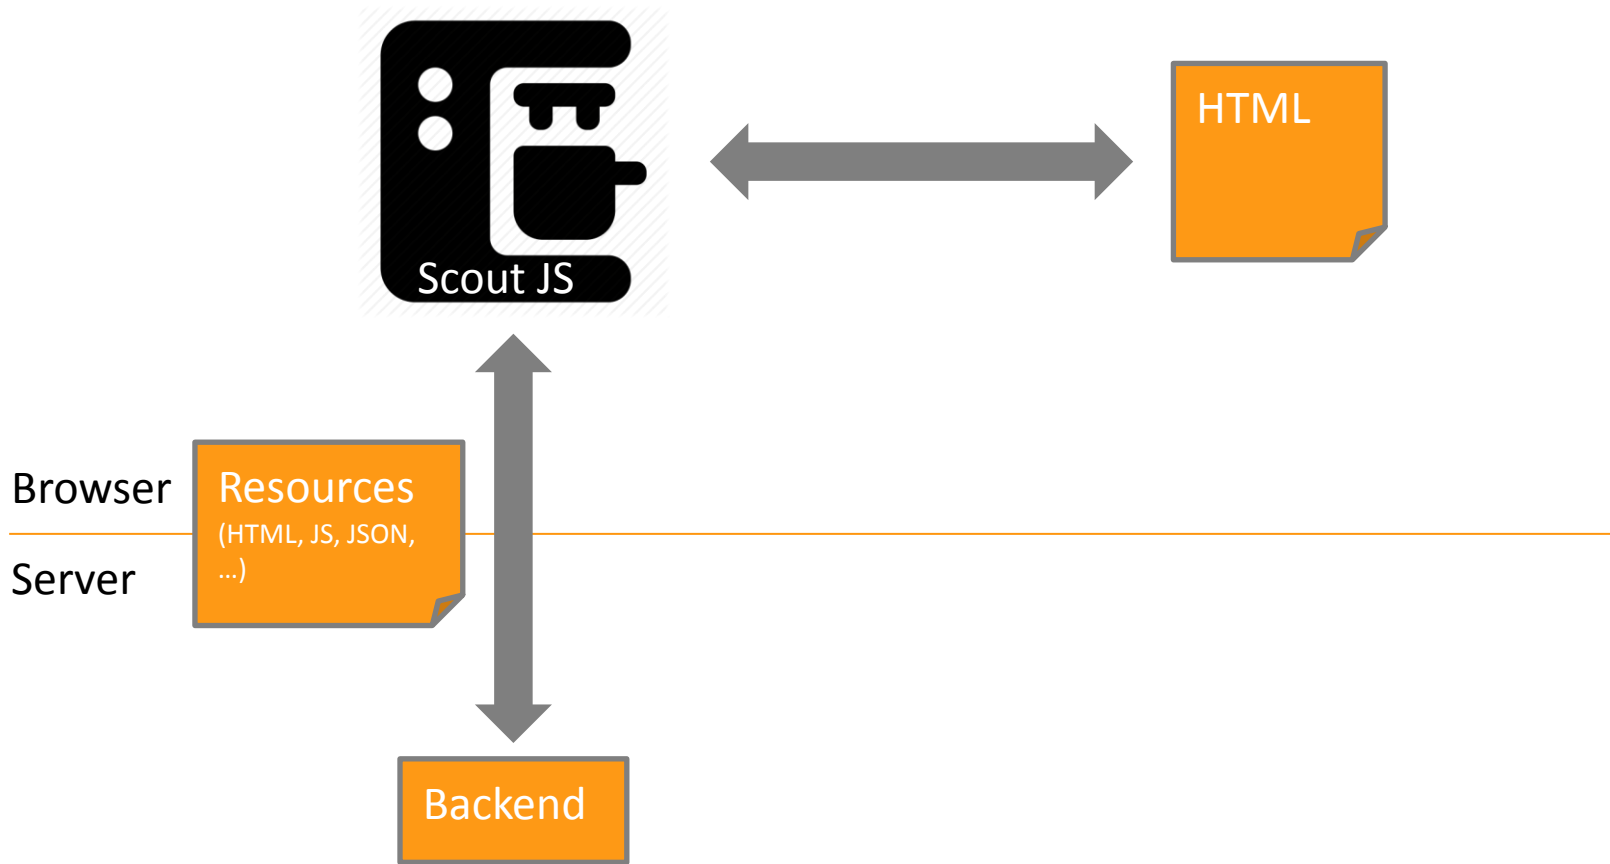 HTML
Scout JS
Browser
Resources
(HTML, JS, JSON,
...)
Server
Backend